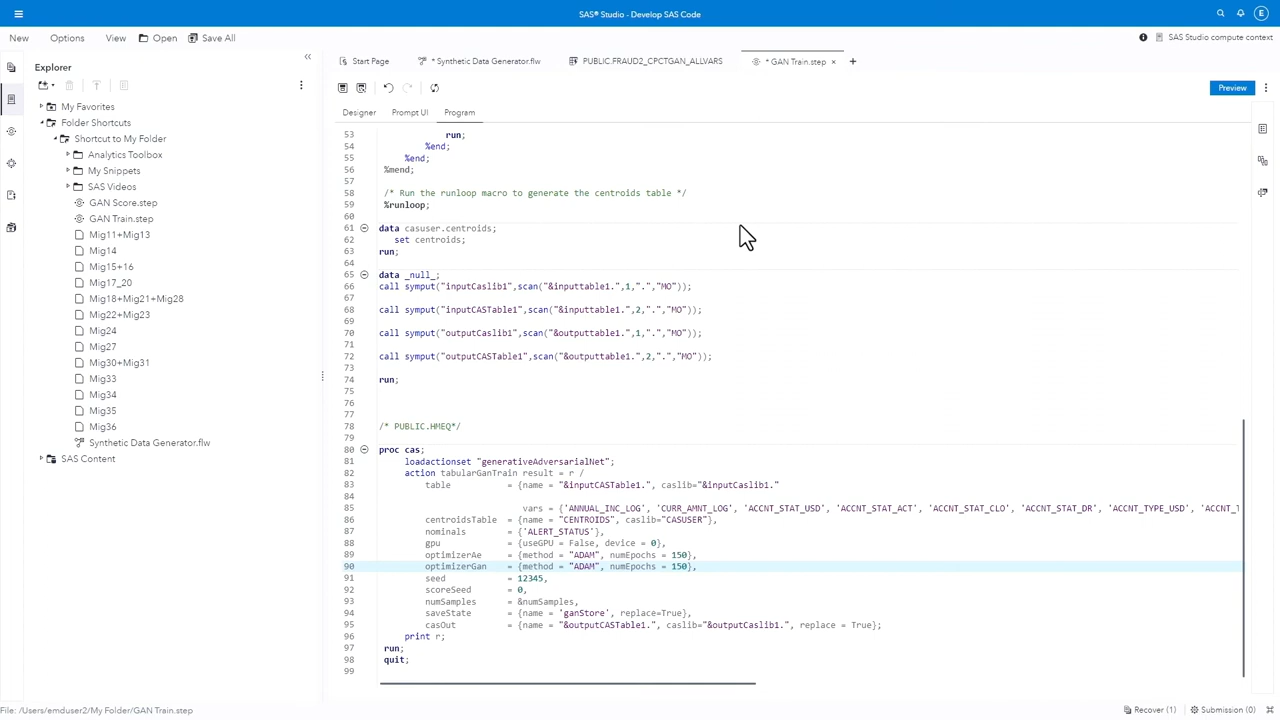 SAS® Studio - Develop SAS Code
E
New Options View Open Save All
SAS Studio compute context
Explorer
Start Page
* Synthetic Data Generator.flw
PUBLIC.FRAUD2_CPCTGAN_ALLVARS
* GAN Train.step
Preview
Designer Prompt UI Program
My Favorites
Folder Shortcuts
Shortcut to My Folder
Analytics Toolbox
My Snippets
SAS Videos
GAN Score.step
GAN Train.step
Mig11+Mig13
Mig14
Mig15+16
Mig17_20
Mig18+Mig21+Mig28
Mig22+Mig23
Mig24
Mig27
Mig30+Mig31
Mig33
Mig34
Mig35
Mig36
Synthetic Data Generator.flw
SAS Content
53 run;
54 %end;
55 %end;
56 %mend;
57
58 /* Run the runloop macro to generate the centroids table */
59 %runloop;
60
61 data casuser.centroids;
62 set centroids;
63 run;
64
65 data _null_;
66 call symput("inputCaslib1",scan("&inputtable1.",1,".","MO"));
67
68 call symput("inputCASTable1",scan("&inputtable1.",2,".","MO"));
69
70 call symput("outputCaslib1",scan("&outputtable1.",1,".","MO"));
71
72 call symput("outputCASTable1",scan("&outputtable1.",2,".","MO"));
73
74 run;
75
76
77
78 /* PUBLIC.HMEQ*/
79
80 proc cas;
81 loadactionset "generativeAdversarialNet";
82 action tabularGanTrain result = r /
83 table = {name = "&inputCASTable1.", caslib="&inputCaslib1."
84
85 vars = {'ANNUAL_INC_LOG', 'CURR_AMNT_LOG', 'ACCNT_STAT_USD', 'ACCNT_STAT_ACT', 'ACCNT_STAT_CLO', 'ACCNT_STAT_DR', 'ACCNT_TYPE_USD', 'ACCNT_T
86 centroidsTable = {name = "CENTROIDS", caslib="CASUSER"},
87 nominals = {'ALERT_STATUS'},
88 gpu = {useGPU = False, device = 0},
89 optimizerAe = {method = "ADAM", numEpochs = 150},
90 optimizerGan = {method = "ADAM", numEpochs = 150},
91 seed = 12345,
92 scoreSeed = 0,
93 numSamples = &numSamples,
94 saveState = {name = 'ganStore', replace=True},
95 casOut = {name = "&outputCASTable1.", caslib="&outputCaslib1.", replace = True};
96 print r;
97 run;
98 quit;
99
File: /Users/emduser2/My Folder/GAN Train.step
Recover (1) Submission (0)